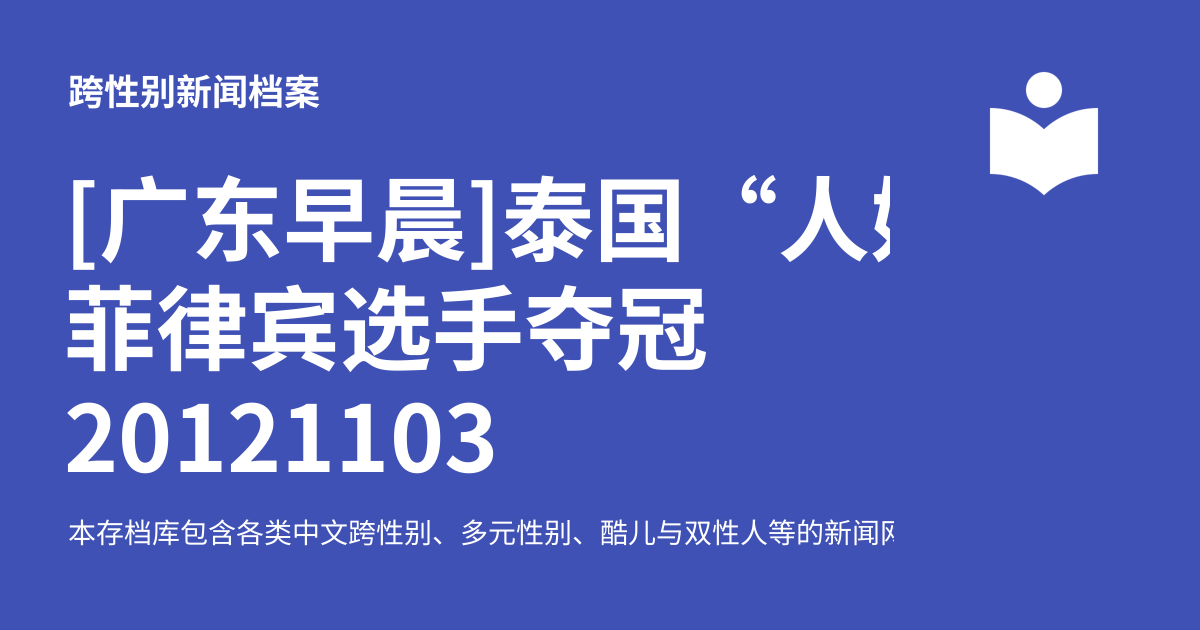 跨性别新闻档案
[广东早晨]泰国“人
菲律宾选手夺冠
20121103
本存档库包含各类中文跨性别、多元性别、酷儿与双性人等的新闻